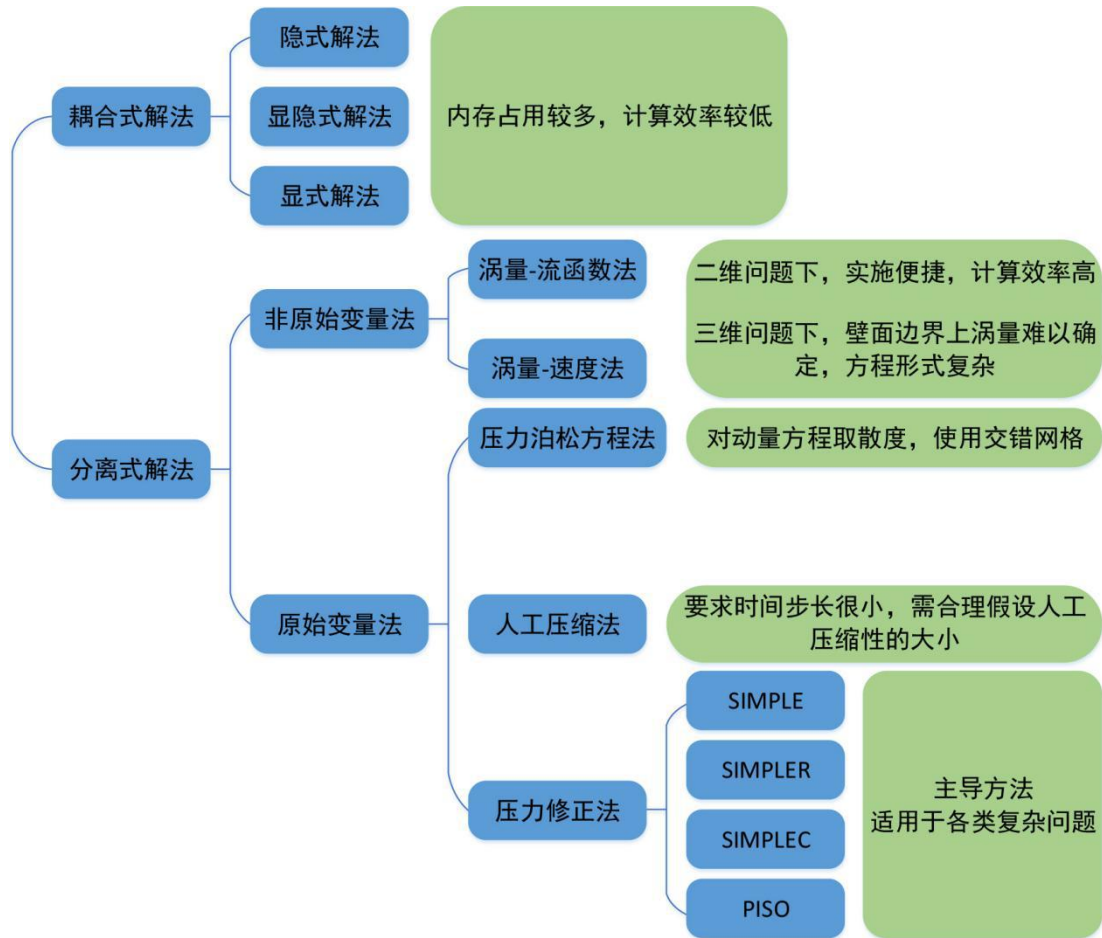 隐式解法
耦合式解法
显隐式解法
显式解法
内存占用较多，计算效率较低
涡量-流函数法
非原始变量法
涡量-速度法
二维问题下，实施便捷，计算效率高
三维问题下，壁面边界上涡量难以确
定，方程形式复杂
分离式解法
压力泊松方程法
对动量方程取散度，使用交错网格
原始变量法
人工压缩法
要求时间步长很小，需合理假设人工
压缩性的大小
压力修正法
SIMPLE
SIMPLER
SIMPLEC
PISO
主导方法
适用于各类复杂问题